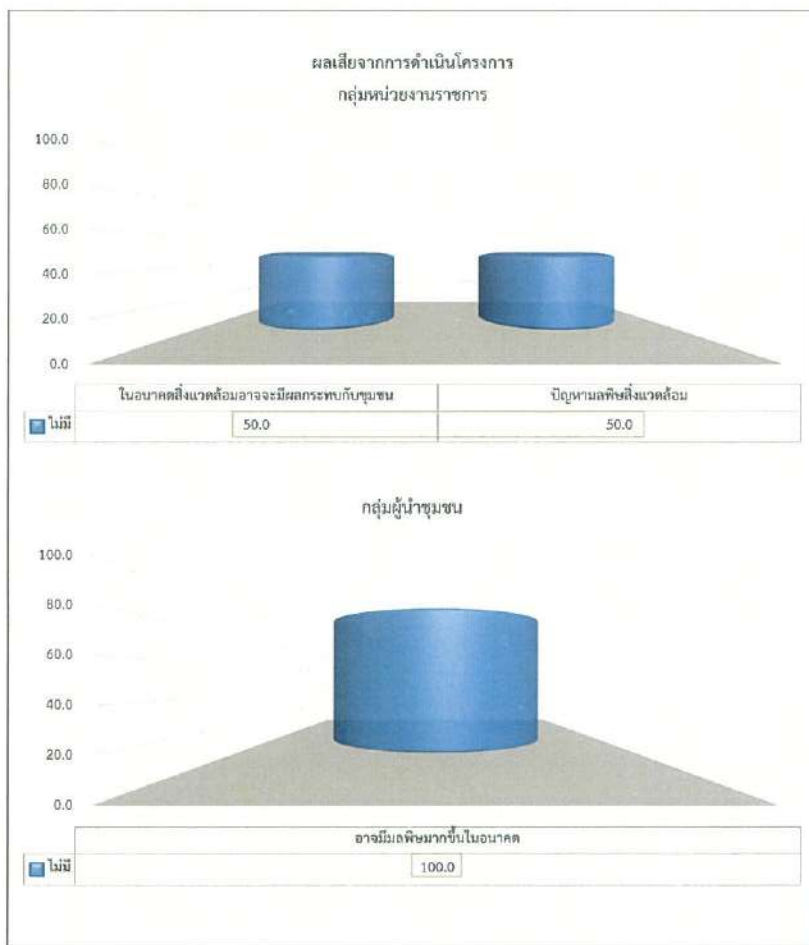 ผลเสียจากการดำเนินโครงการ
กลุ่มหน่วยงานราชการ
100.0
80.0
60.0
40.0
20.0
0.0
ในอนาคตสิ่งแวดล้อมอาจจะมีผลกระทบกับชุมชน ปัญหามลพิษสิ่งแวดล้อม
ไม่มี 50.0 50.0
กลุ่มผู้นำชุมชน
100.0
80.0
60.0
40.0
20.0
0.0
อาจมีมลพิษมากขึ้นในอนาคต
ไม่มี 100.0